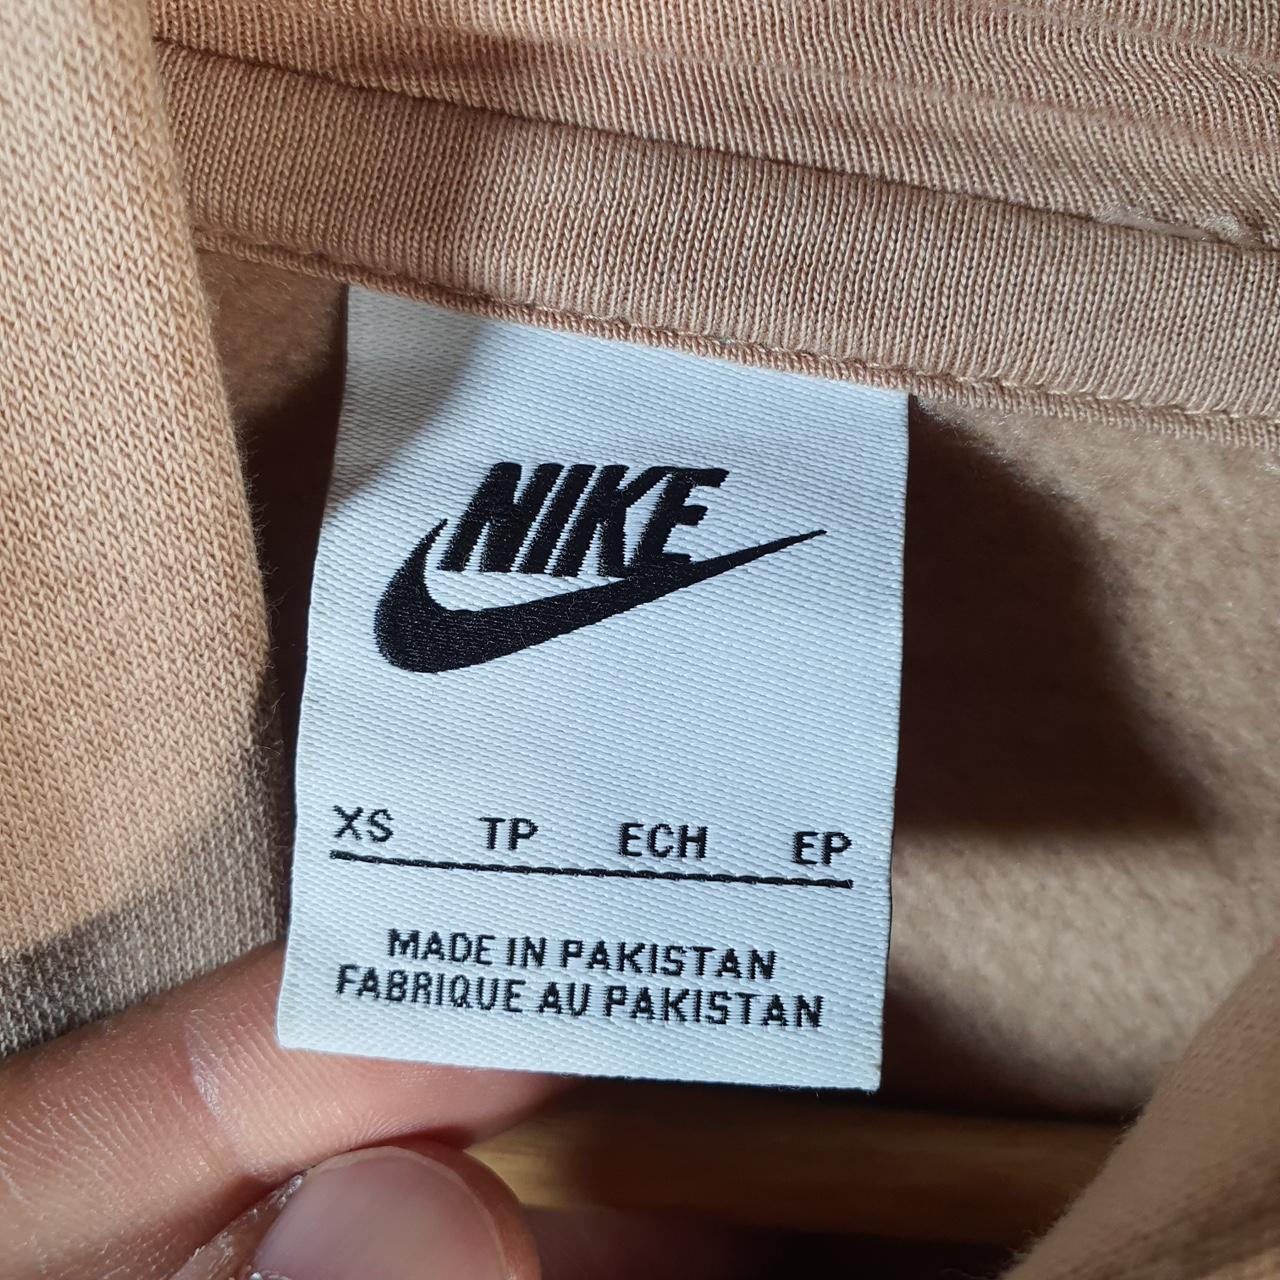 NIKE
XS TP ECH EP
MADE IN PAKISTAN
FABRIQUE AU PAKISTAN